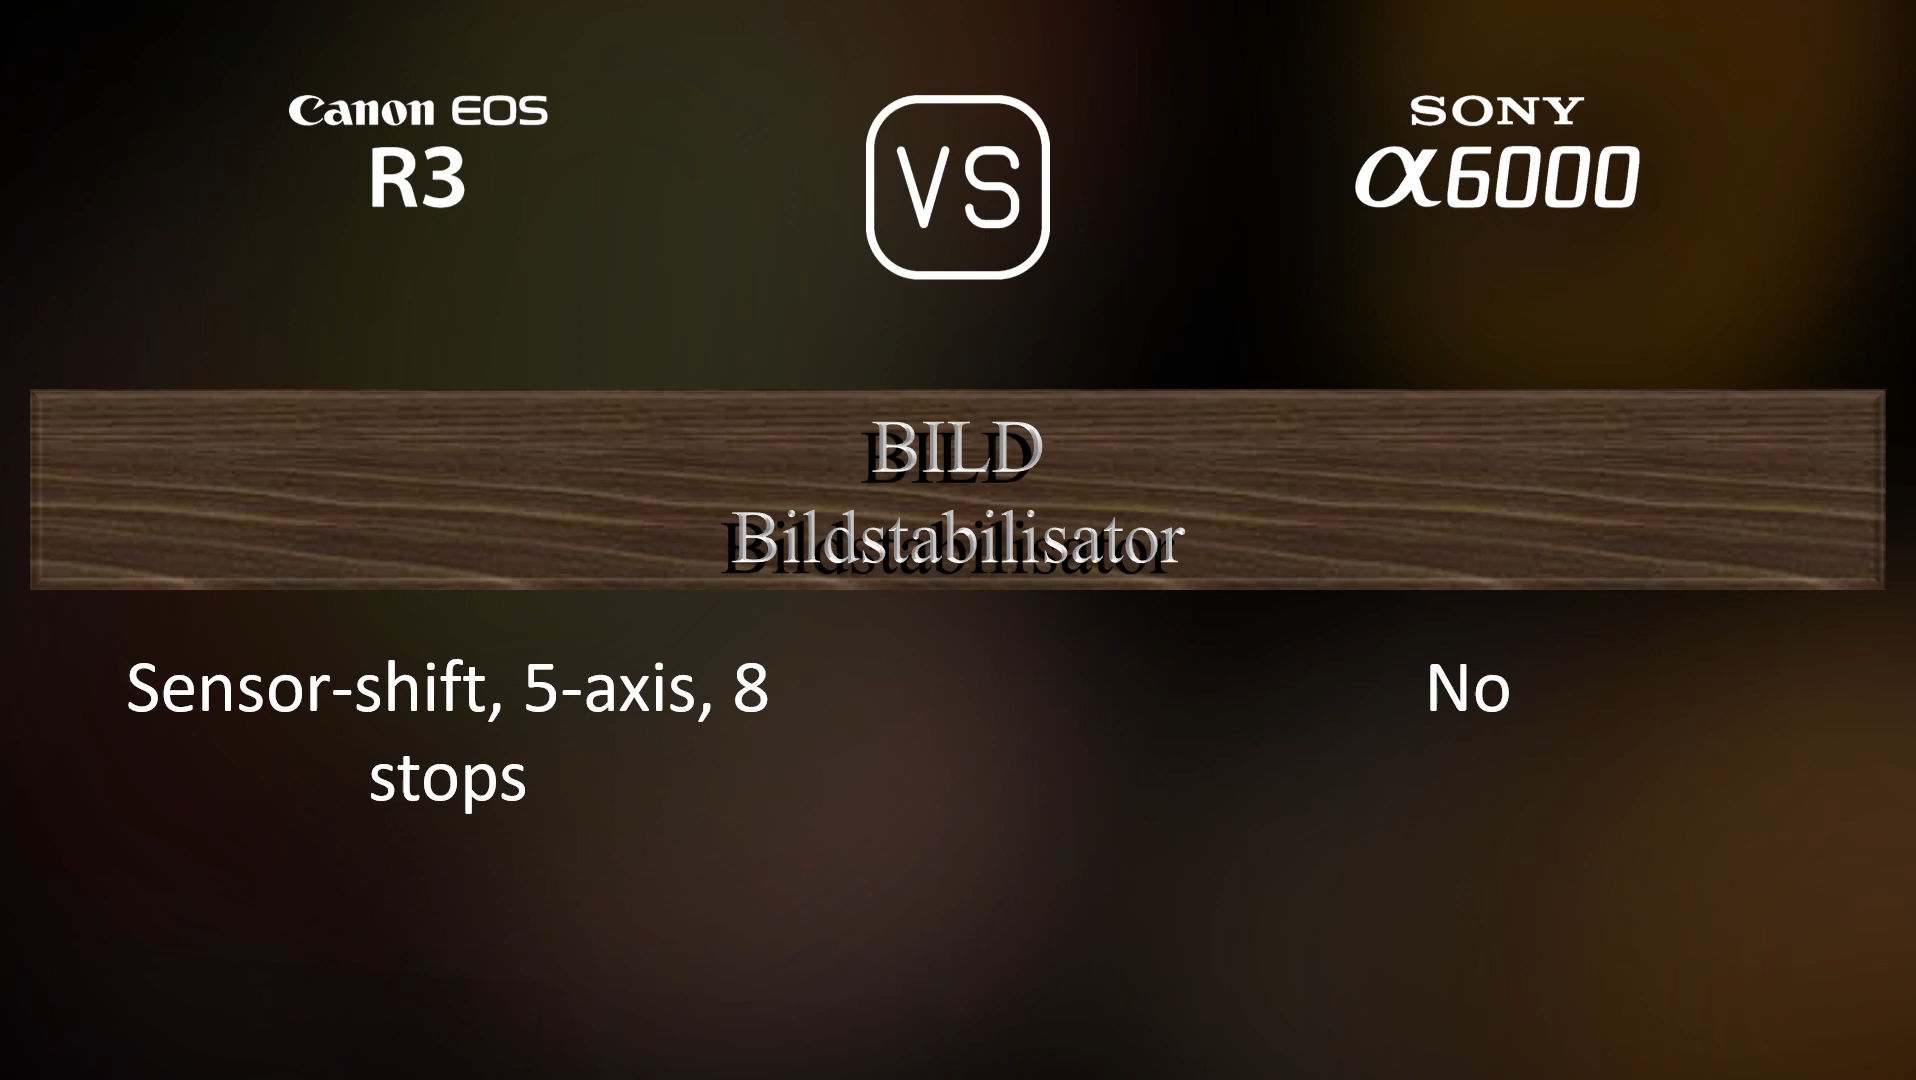 Canon EOS
R3
VS
SONY
α6000
BILD
Bildstabilisator
Sensor-shift, 5-axis, 8
stops
No